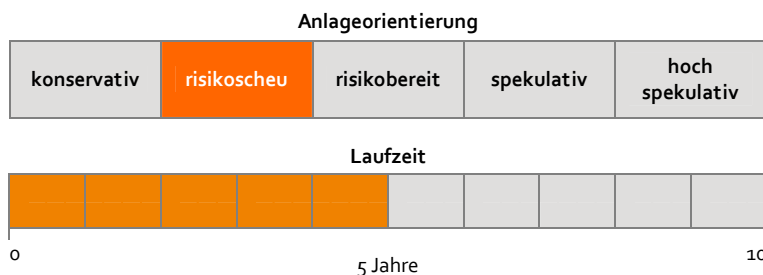 Anlageorientierung
konservativ risikoscheu risikobereit spekulativ hoch spekulativ
Laufzeit
0 5 Jahre 10